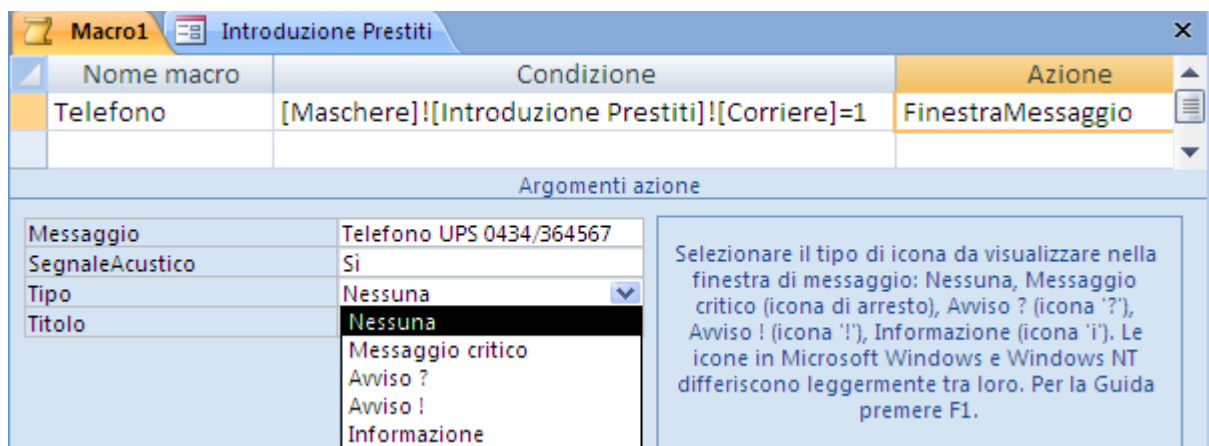 Macro1 Introduzione Prestiti
Nome macro Condizione Azione
Telefono [Maschere]![Introduzione Prestiti]![Corriere]=1 FinestraMessaggio
Argomenti azione
Messaggio Telefono UPS 0434/364567
SegnaleAcustico Sì
Tipo Nessuna
Titolo
Nessuna
Messaggio critico
Avviso ?
Avviso !
Informazione
Selezionare il tipo di icona da visualizzare nella
finestra di messaggio: Nessuna, Messaggio
critico (icona di arresto), Avviso ? (icona '?'),
Avviso ! (icona '!'), Informazione (icona 'i'). Le
icone in Microsoft Windows e Windows NT
differiscono leggermente tra loro. Per la Guida
premere F1.